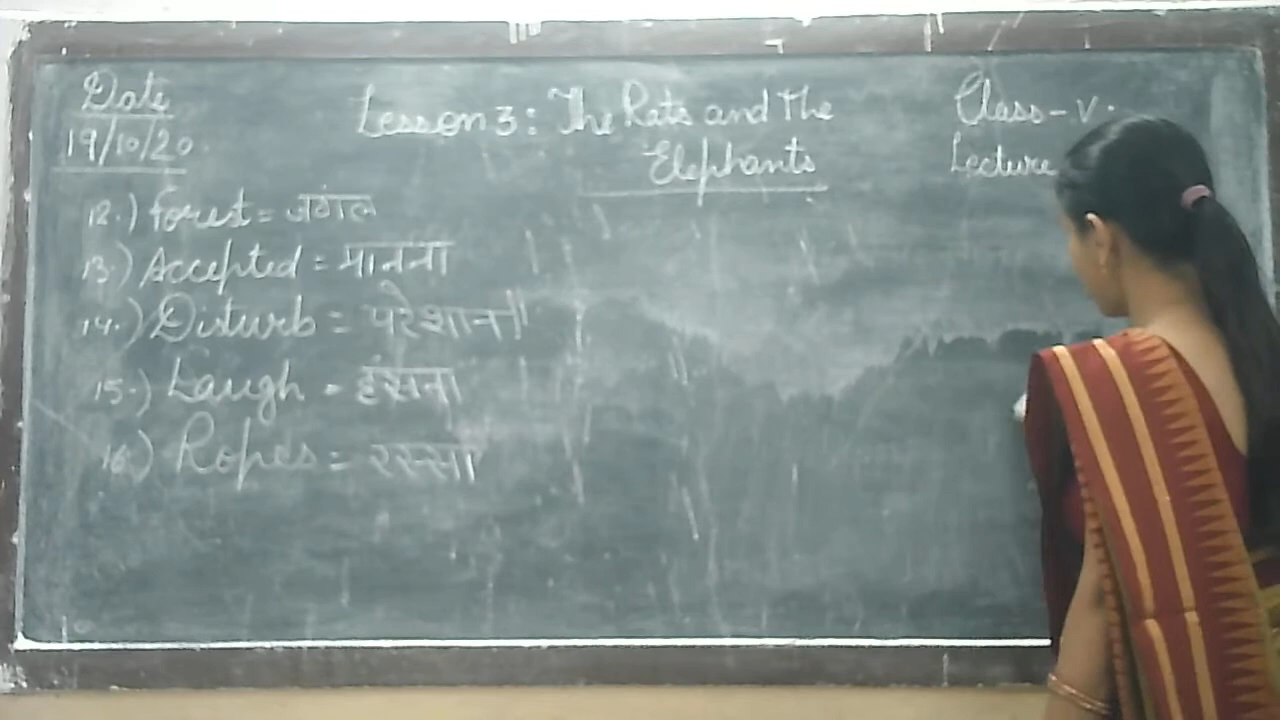 Date
19/10/20
Lesson 3: The Rats and The
Elephants
Class-V
Lecture
12.) Forest = जंगल
13.) Accepted = मानना
14.) Disturb = परेशान
15.) Laugh = हंसना
16.) Ropes = रस्सा